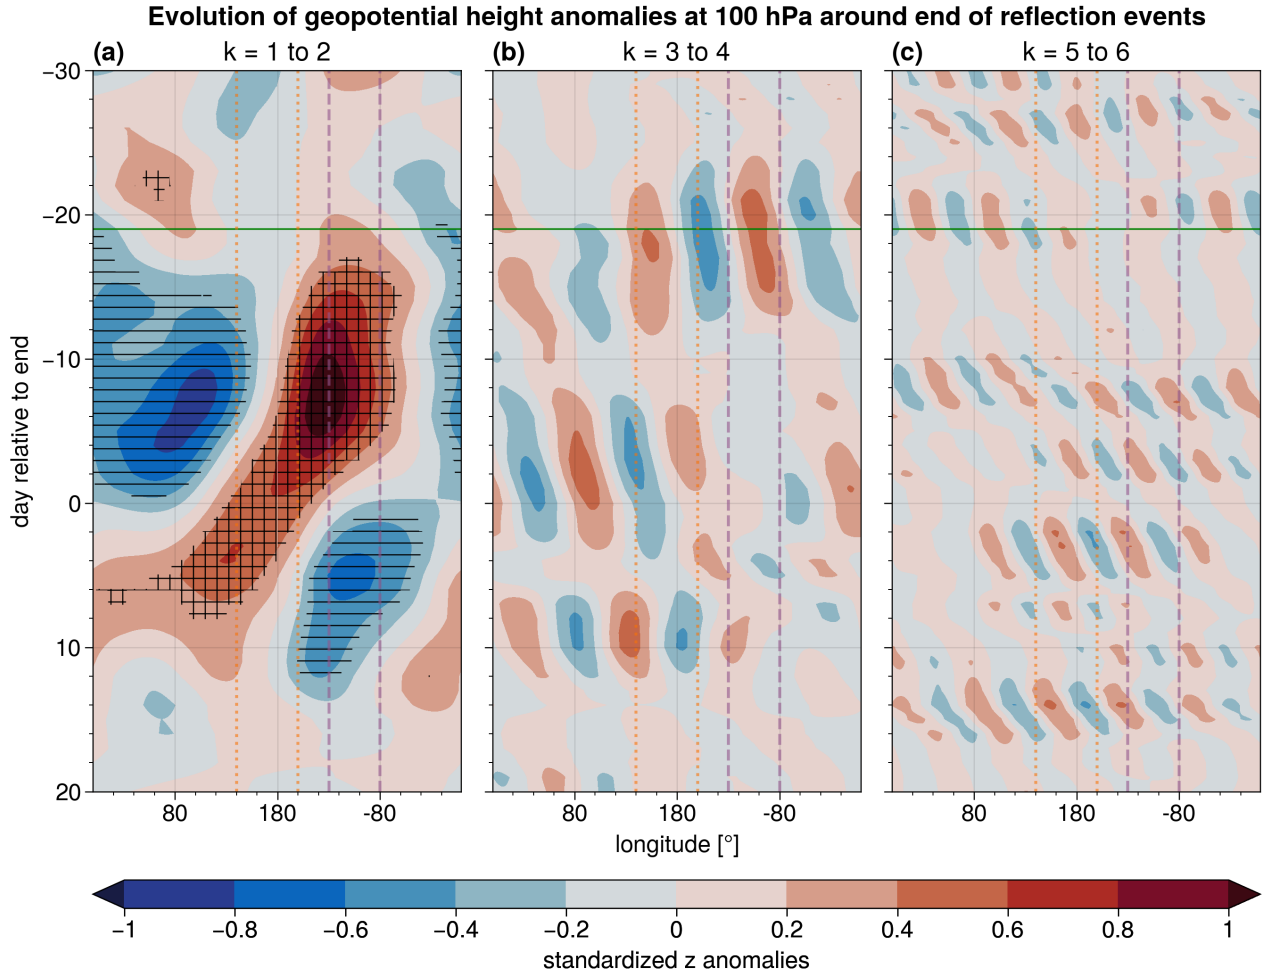 Evolution of geopotential height anomalies at 100 hPa around end of reflection events
(a) k = 1 to 2
(b) k = 3 to 4
(c) k = 5 to 6
day relative to end
−30
−20
−10
0
10
20
80 180 -80
80 180 -80
80 180 -80
longitude [°]
−1 −0.8 −0.6 −0.4 −0.2 0 0.2 0.4 0.6 0.8 1
standardized z anomalies